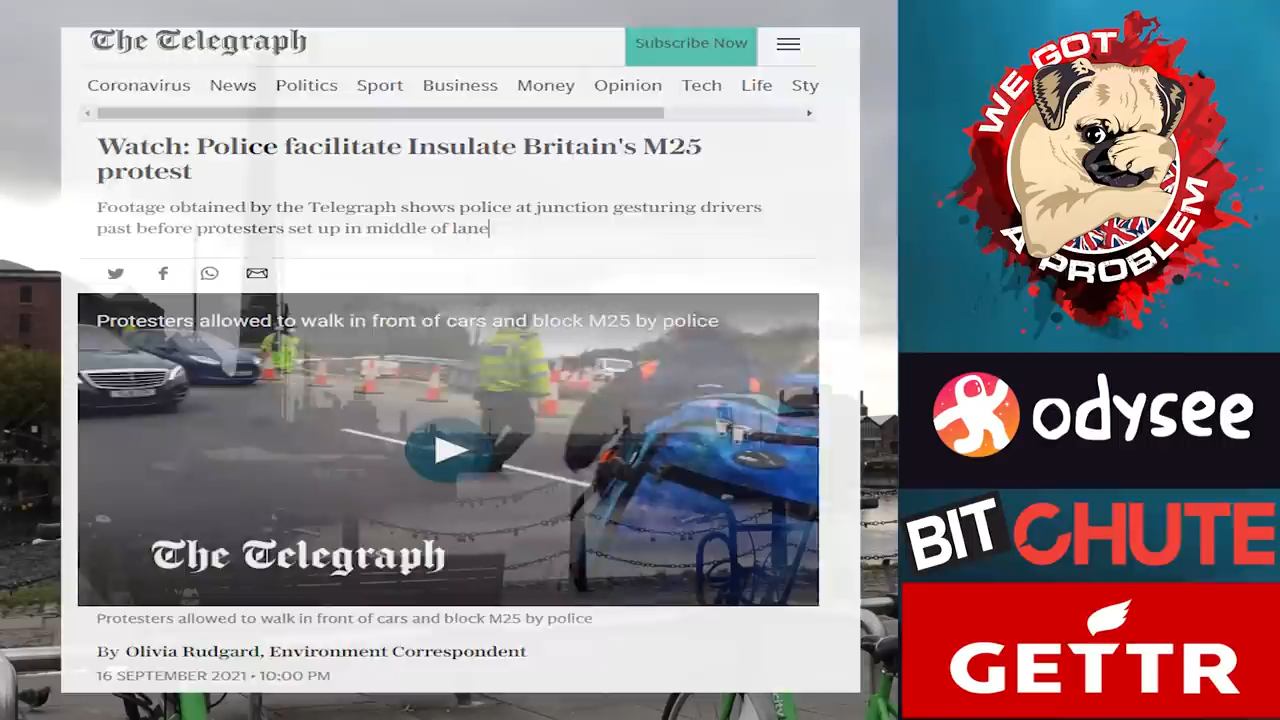 The Telegraph
Subscribe Now
Coronavirus News Politics Sport Business Money Opinion Tech Life Sty
Watch: Police facilitate Insulate Britain's M25
protest
Footage obtained by the Telegraph shows police at junction gesturing drivers
past before protesters set up in middle of lane
Protesters allowed to walk in front of cars and block M25 by police
The Telegraph
Protesters allowed to walk in front of cars and block M25 by police
By Olivia Rudgard, Environment Correspondent
16 SEPTEMBER 2021 • 10:00 PM
WE GOT
A PROBLEM
odysee
BIT CHUTE
GETTR